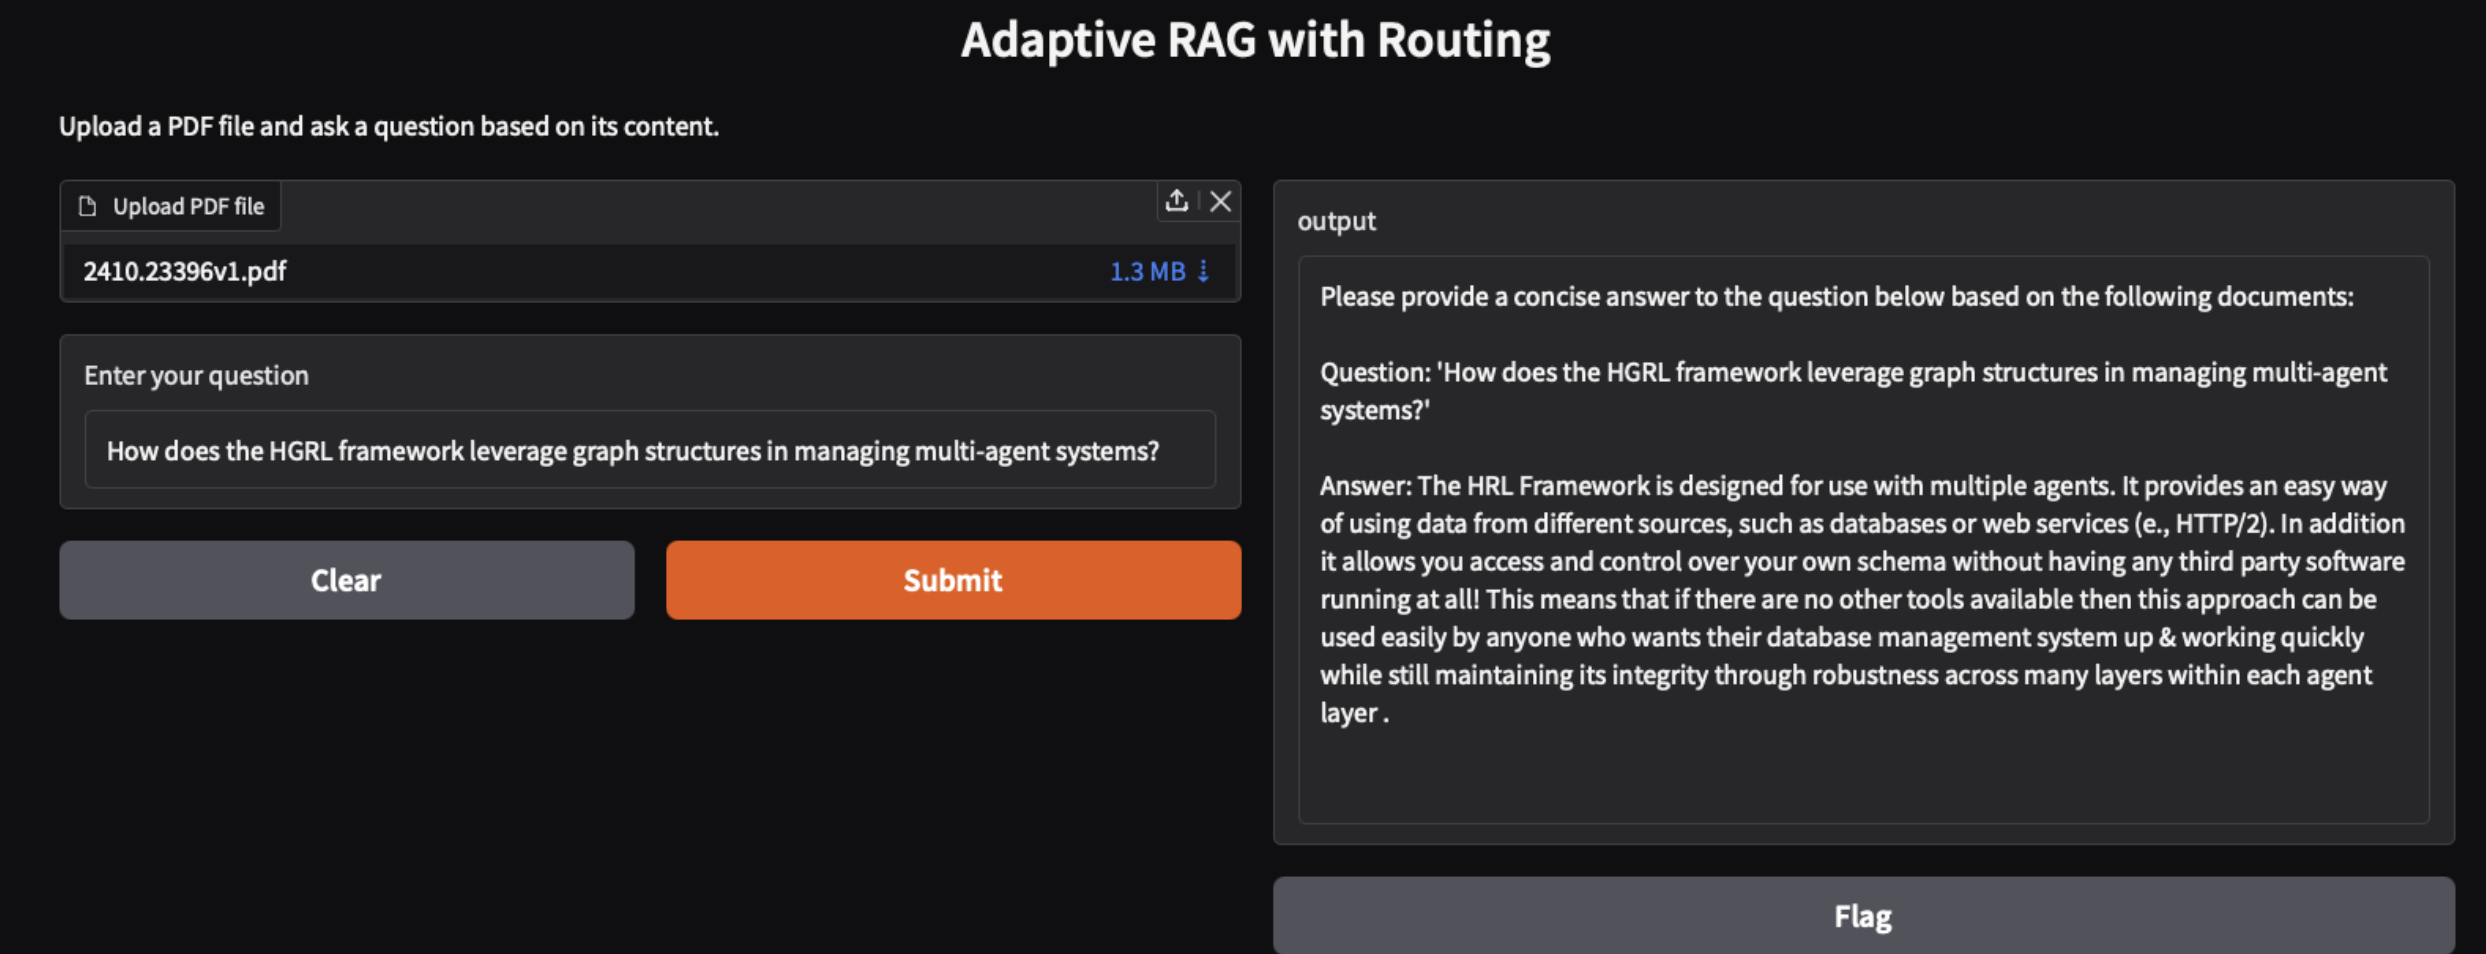 Adaptive RAG with Routing
Upload a PDF file and ask a question based on its content.
Upload PDF file
2410.23396v1.pdf
1.3 MB ⇣
Enter your question
How does the HGRL framework leverage graph structures in managing multi-agent systems?
Clear
Submit
output
Please provide a concise answer to the question below based on the following documents:
Question: 'How does the HGRL framework leverage graph structures in managing multi-agent
systems?'
Answer: The HRL Framework is designed for use with multiple agents. It provides an easy way
of using data from different sources, such as databases or web services (e., HTTP/2). In addition
it allows you access and control over your own schema without having any third party software
running at all! This means that if there are no other tools available then this approach can be
used easily by anyone who wants their database management system up & working quickly
while still maintaining its integrity through robustness across many layers within each agent
layer .
Flag